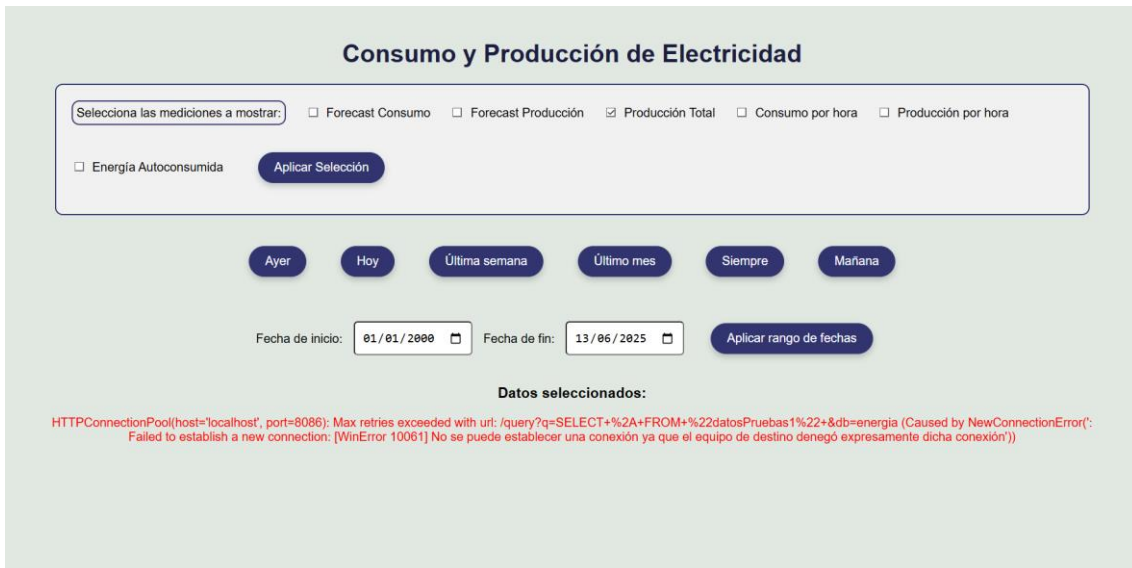 Consumo y Producción de Electricidad
Selecciona las mediciones a mostrar: Forecast Consumo Forecast Producción Producción Total Consumo por hora Producción por hora
Energía Autoconsumida Aplicar Selección
Ayer Hoy Última semana Último mes Siempre Mañana
Fecha de inicio: 01/01/2000 Fecha de fin: 13/06/2025 Aplicar rango de fechas
Datos seleccionados:
HTTPConnectionPool(host='localhost', port=8086): Max retries exceeded with url: /query?q=SELECT+%2A+FROM+%22datosPruebas1%22+&db=energia (Caused by NewConnectionError(':
Failed to establish a new connection: [WinError 10061] No se puede establecer una conexión ya que el equipo de destino denegó expresamente dicha conexión'))